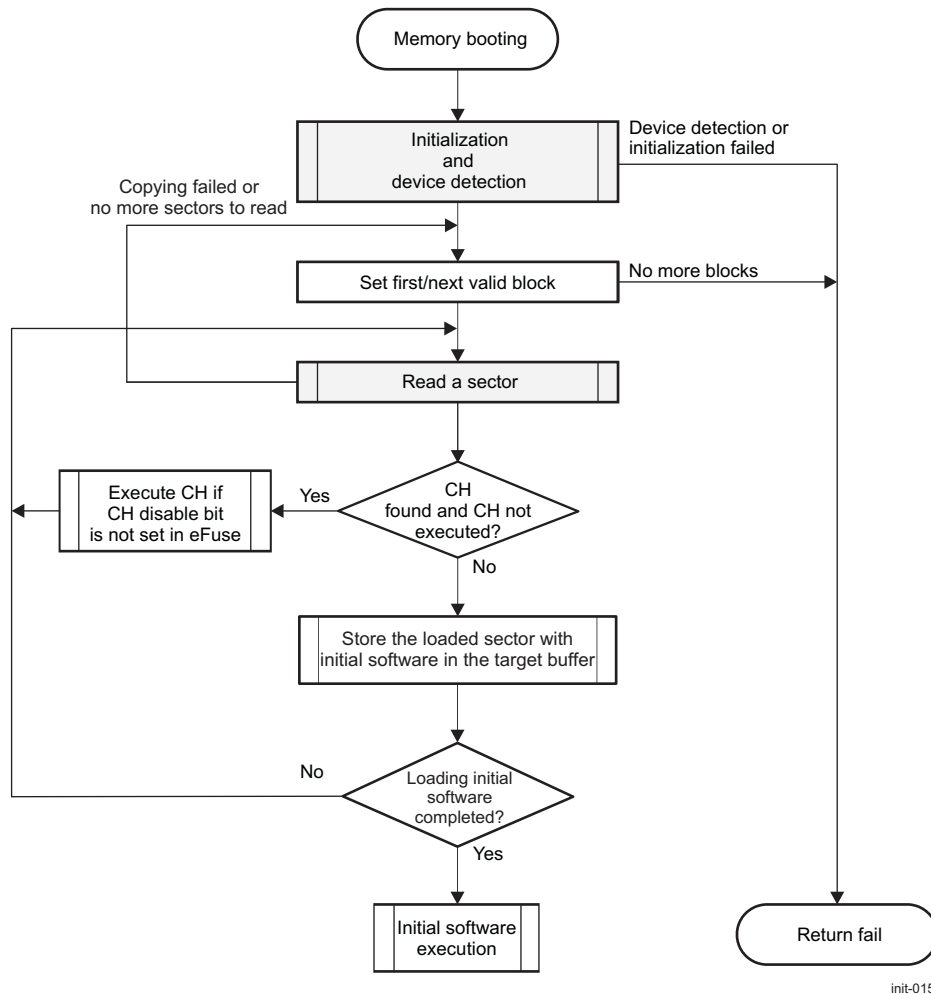 Memory booting
Device detection or
initialization failed
Initialization
and
device detection
Copying failed or
no more sectors to read
Set first/next valid block
No more blocks
Read a sector
Execute CH if
CH disable bit
is not set in eFuse
Yes
CH
found and CH not
executed?
No
Store the loaded sector with
initial software in the target buffer
No
Loading initial
software
completed?
Yes
Initial software
execution
Return fail
init-015